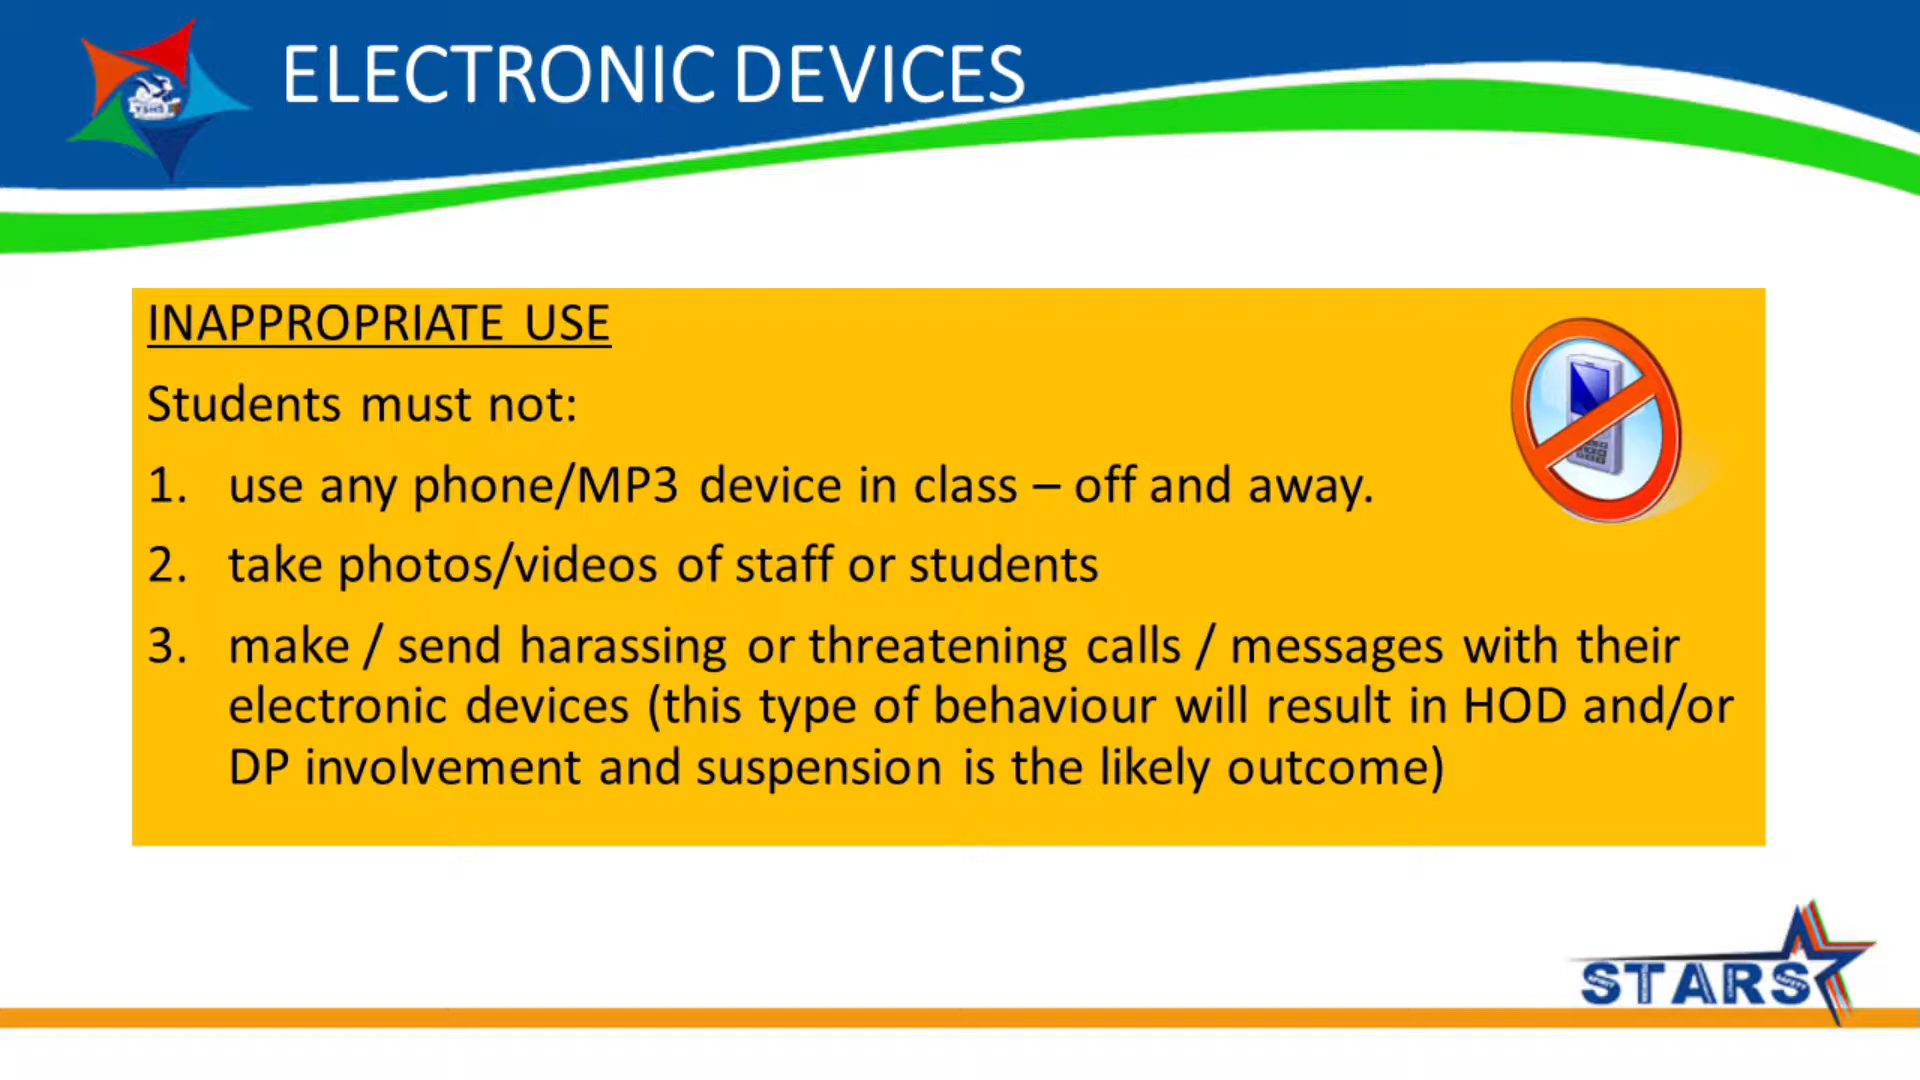 ELECTRONIC DEVICES
INAPPROPRIATE USE
Students must not:
1. use any phone/MP3 device in class – off and away.
2. take photos/videos of staff or students
3. make / send harassing or threatening calls / messages with their
electronic devices (this type of behaviour will result in HOD and/or
DP involvement and suspension is the likely outcome)
STARS